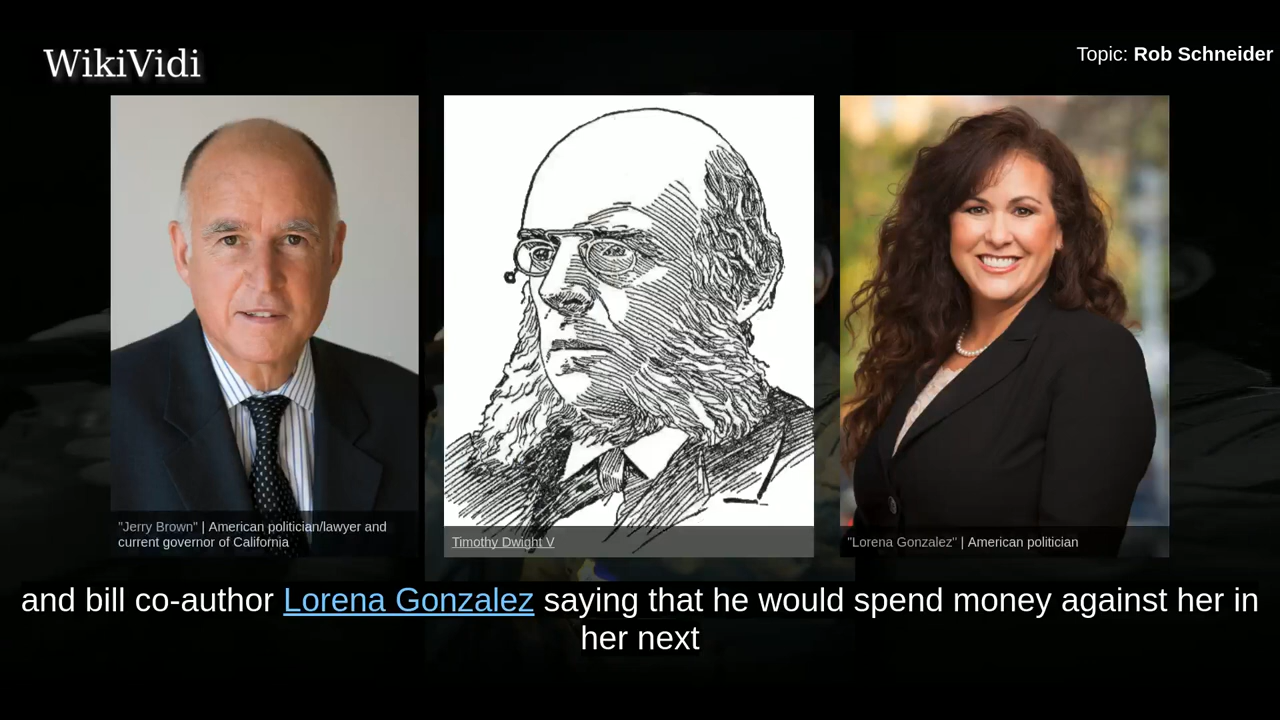 WikiVidi
Topic: Rob Schneider
"Jerry Brown" | American politician/lawyer and
current governor of California
Timothy Dwight V
"Lorena Gonzalez" | American politician
and bill co-author Lorena Gonzalez saying that he would spend money against her in
her next